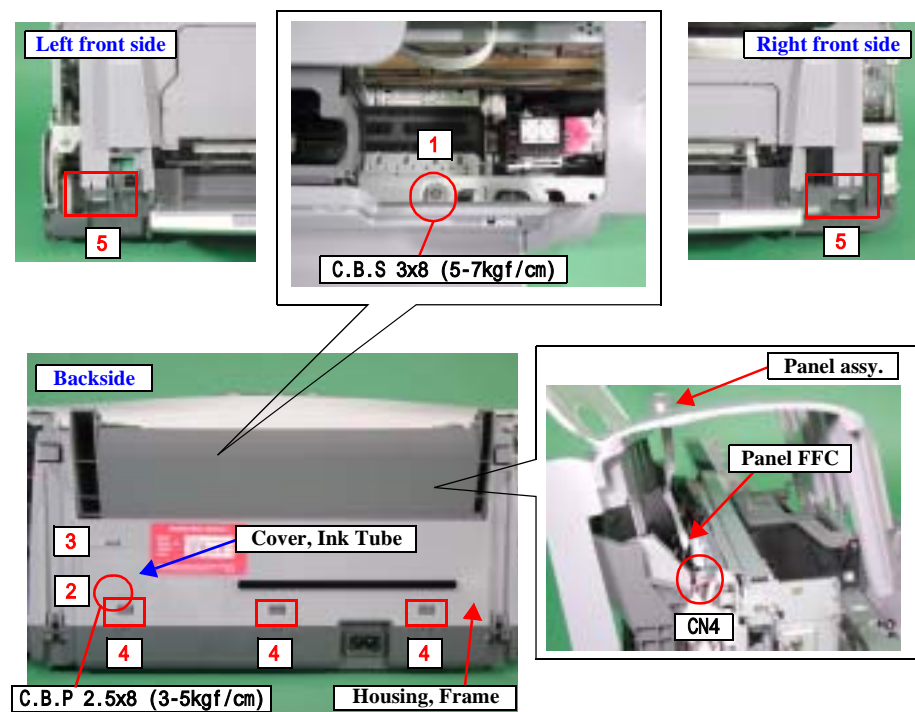 Left front side
Right front side
1
5
5
C.B.S 3x8 (5-7kgf/cm)
Backside
Panel assy.
Panel FFC
3
Cover, Ink Tube
2
CN4
4
4
4
C.B.P 2.5x8 (3-5kgf/cm)
Housing, Frame